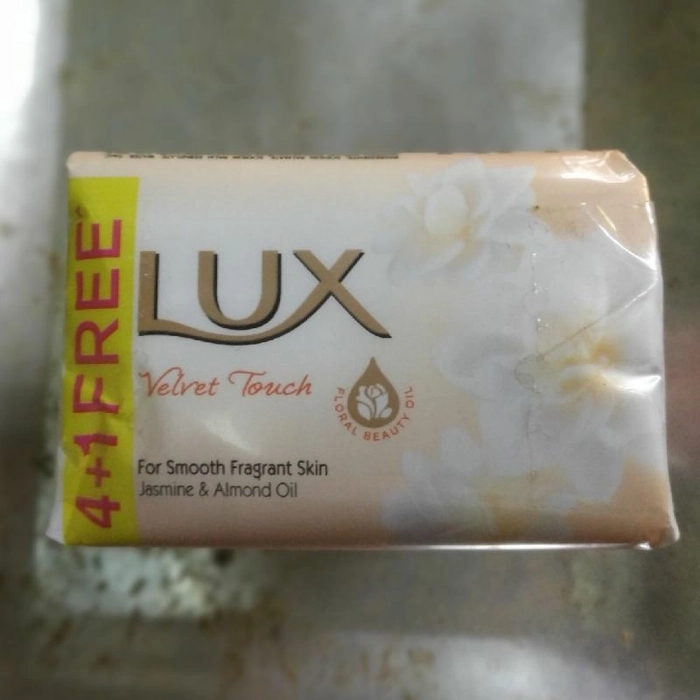 4+1 FREE
LUX
Velvet Touch
FLORAL BEAUTY OIL
For Smooth Fragrant Skin
Jasmine & Almond Oil